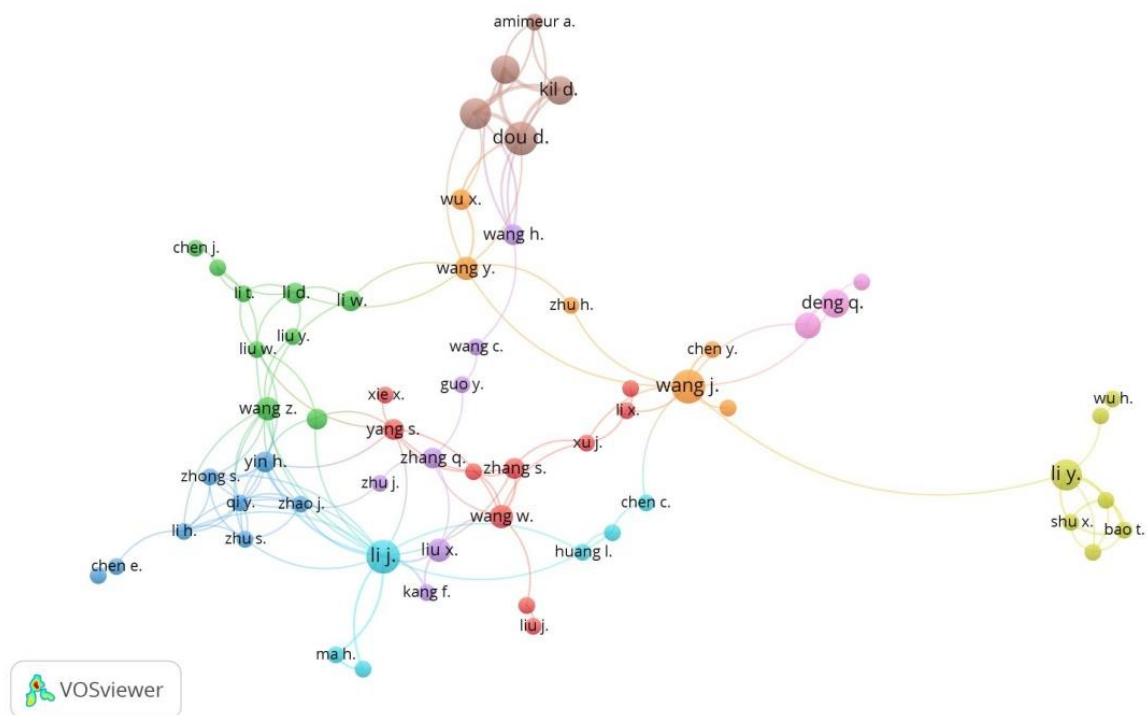 amimeur a.
kil d.
dou d.
wu x.
wang h.
chen j.
wang y.
li t.
li d.
li w.
zhu h.
deng q.
liu y.
liu w.
wang c.
chen y.
guo y.
wang j.
xie x.
wu h.
wang z.
li x.
yang s.
xu j.
zhang q.
zhang s.
yin h.
zhong s.
zhu j.
li y.
qi y.
zhao j.
chen c.
wang w.
shu x.
bao t.
li h.
zhu s.
li j.
liu x.
huang l.
chen e.
kang f.
liu j.
ma h.
VOSviewer